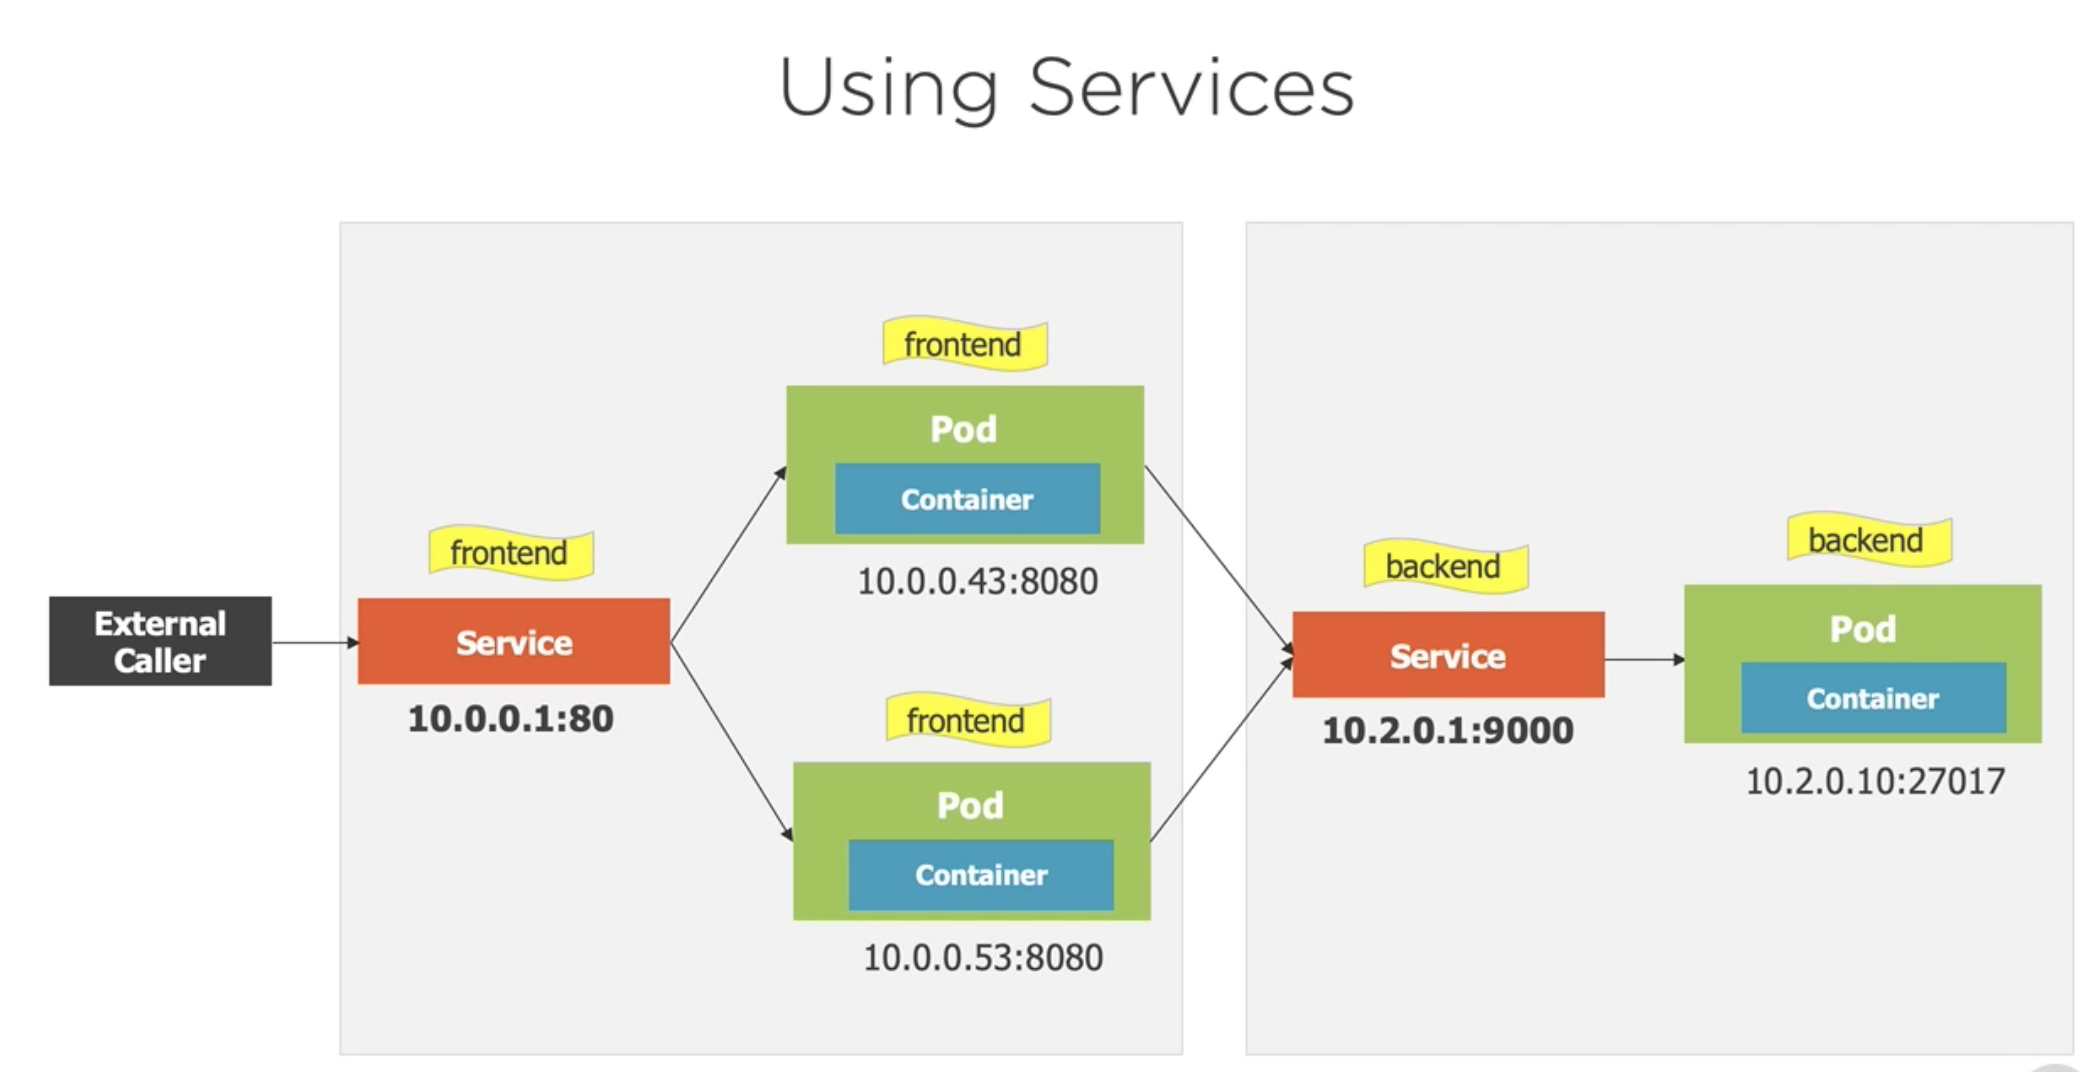 Using Services
External
Caller
frontend
Service
10.0.0.1:80
frontend
Pod
Container
10.0.0.43:8080
frontend
Pod
Container
10.0.0.53:8080
backend
Service
10.2.0.1:9000
backend
Pod
Container
10.2.0.10:27017